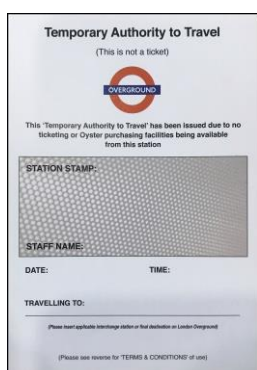 Temporary Authority to Travel
(This is not a ticket)
OVERGROUND
This 'Temporary Authority to Travel' has been issued due to no
ticketing or Oyster purchasing facilities being available
from this station
STATION STAMP:
STAFF NAME:
DATE: TIME:
TRAVELLING TO:
(Please insert applicable interchange station or final destination on London Overground)
(Please see reverse for 'TERMS & CONDITIONS' of use)